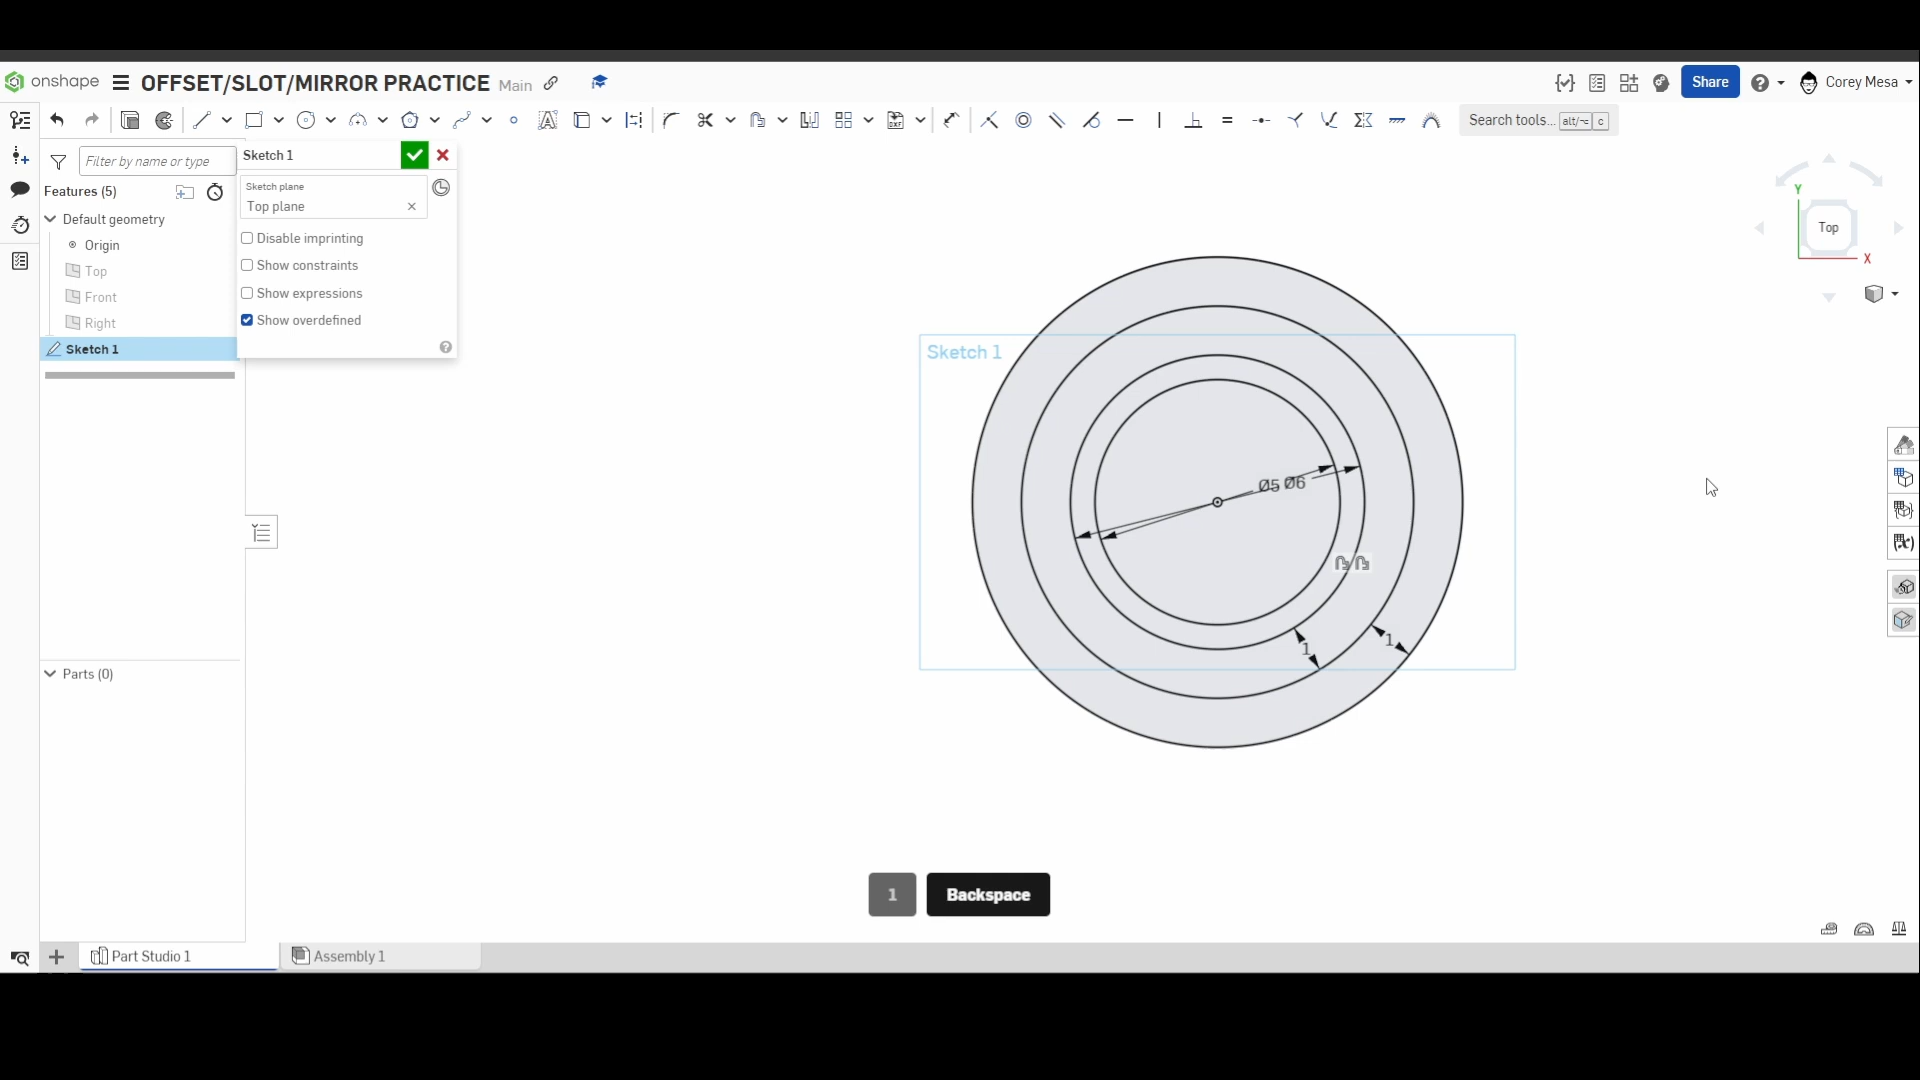 onshape OFFSET/SLOT/MIRROR PRACTICE Main Share Corey Mesa
Search tools... alt/⌥ c
Filter by name or type
Features (5)
Default geometry
Origin
Top
Front
Right
Sketch 1
Parts (0)
Sketch 1
Sketch plane
Top plane
Disable imprinting
Show constraints
Show expressions
Show overdefined
Sketch 1
Ø5 Ø6
1
1
Y
Top
X
1 Backspace
Part Studio 1 Assembly 1